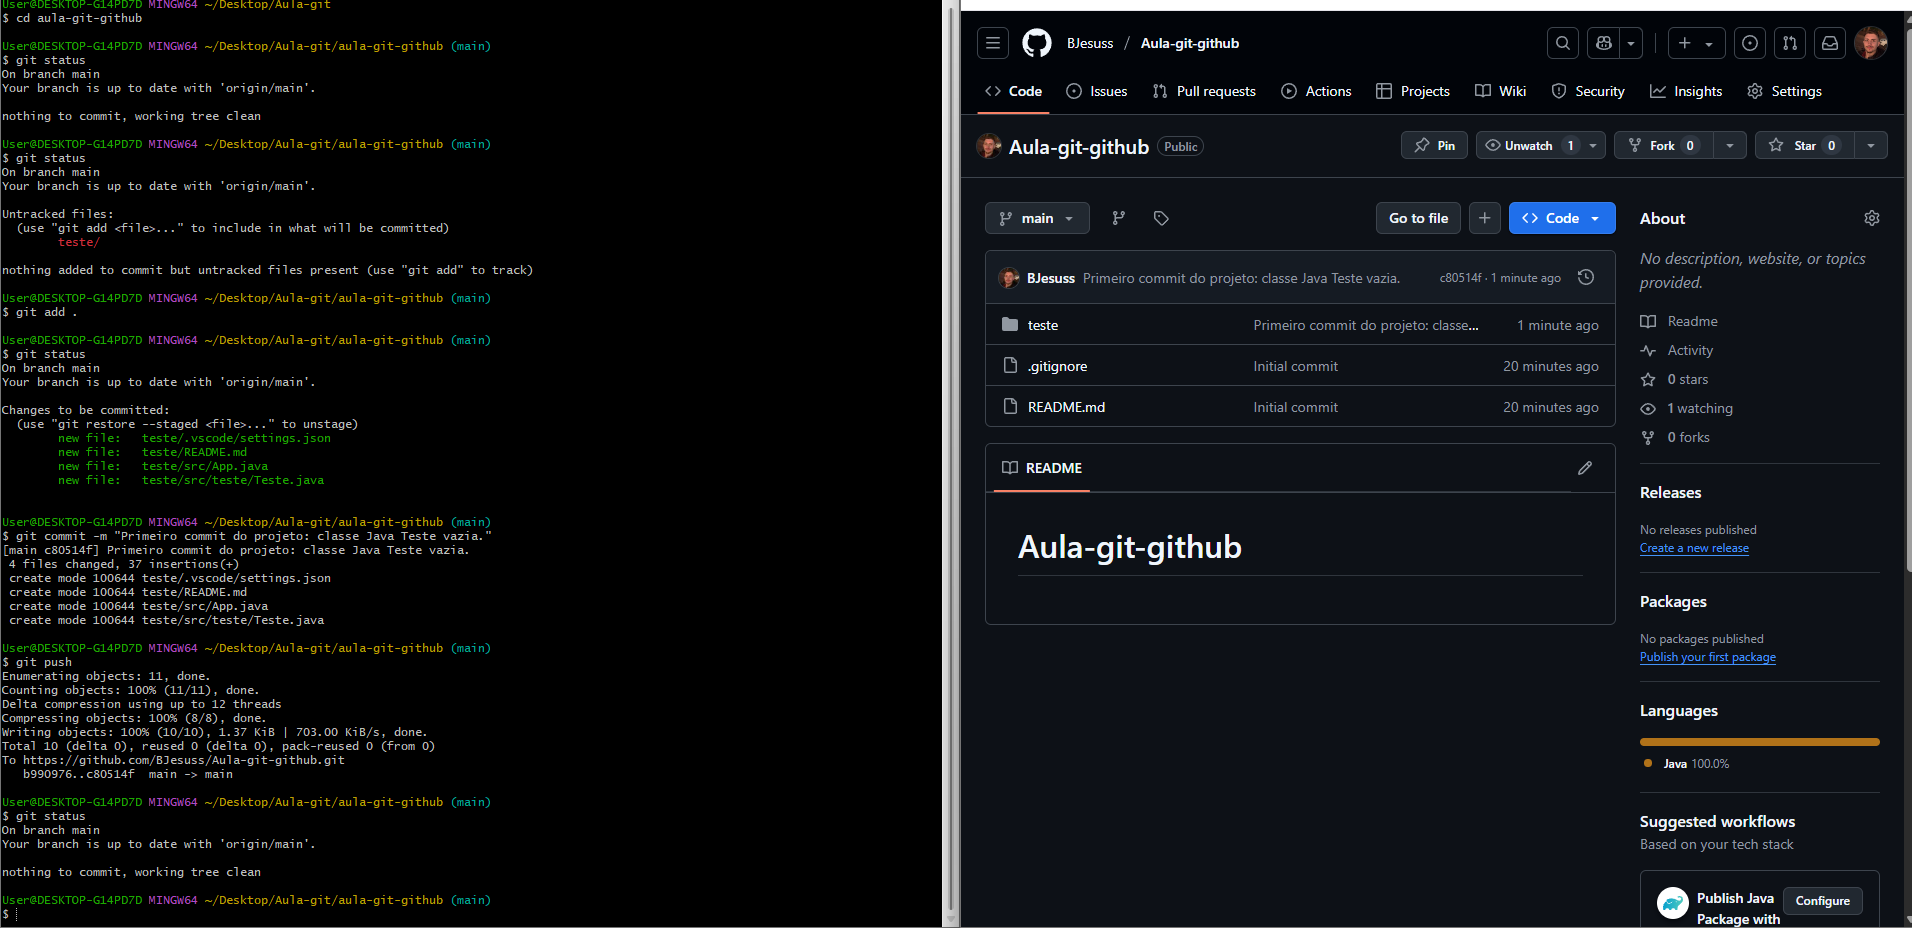 User@DESKTOP-G14PD7D MINGW64 ~/Desktop/Aula-git
$ cd aula-git-github

User@DESKTOP-G14PD7D MINGW64 ~/Desktop/Aula-git/aula-git-github (main)
$ git status
On branch main
Your branch is up to date with 'origin/main'.

nothing to commit, working tree clean

User@DESKTOP-G14PD7D MINGW64 ~/Desktop/Aula-git/aula-git-github (main)
$ git status
On branch main
Your branch is up to date with 'origin/main'.

Untracked files:
  (use "git add <file>..." to include in what will be committed)
        teste/

nothing added to commit but untracked files present (use "git add" to track)

User@DESKTOP-G14PD7D MINGW64 ~/Desktop/Aula-git/aula-git-github (main)
$ git add .

User@DESKTOP-G14PD7D MINGW64 ~/Desktop/Aula-git/aula-git-github (main)
$ git status
On branch main
Your branch is up to date with 'origin/main'.

Changes to be committed:
  (use "git restore --staged <file>..." to unstage)
        new file:   teste/.vscode/settings.json
        new file:   teste/README.md
        new file:   teste/src/App.java
        new file:   teste/src/teste/Teste.java

User@DESKTOP-G14PD7D MINGW64 ~/Desktop/Aula-git/aula-git-github (main)
$ git commit -m "Primeiro commit do projeto: classe Java Teste vazia."
[main c80514f] Primeiro commit do projeto: classe Java Teste vazia.
 4 files changed, 37 insertions(+)
 create mode 100644 teste/.vscode/settings.json
 create mode 100644 teste/README.md
 create mode 100644 teste/src/App.java
 create mode 100644 teste/src/teste/Teste.java

User@DESKTOP-G14PD7D MINGW64 ~/Desktop/Aula-git/aula-git-github (main)
$ git push
Enumerating objects: 11, done.
Counting objects: 100% (11/11), done.
Delta compression using up to 12 threads
Compressing objects: 100% (8/8), done.
Writing objects: 100% (10/10), 1.37 KiB | 703.00 KiB/s, done.
Total 10 (delta 0), reused 0 (delta 0), pack-reused 0 (from 0)
To https://github.com/BJesuss/Aula-git-github.git
   b990976..c80514f  main -> main

User@DESKTOP-G14PD7D MINGW64 ~/Desktop/Aula-git/aula-git-github (main)
$ git status
On branch main
Your branch is up to date with 'origin/main'.

nothing to commit, working tree clean

User@DESKTOP-G14PD7D MINGW64 ~/Desktop/Aula-git/aula-git-github (main)
$

BJesuss / Aula-git-github
Code Issues Pull requests Actions Projects Wiki Security Insights Settings
Aula-git-github Public Pin Unwatch 1 Fork 0 Star 0
main Go to file Code
BJesuss Primeiro commit do projeto: classe Java Teste vazia. c80514f · 1 minute ago
teste Primeiro commit do projeto: classe... 1 minute ago
.gitignore Initial commit 20 minutes ago
README.md Initial commit 20 minutes ago
README
Aula-git-github
About
No description, website, or topics
provided.
Readme
Activity
0 stars
1 watching
0 forks
Releases
No releases published
Create a new release
Packages
No packages published
Publish your first package
Languages
Java 100.0%
Suggested workflows
Based on your tech stack
Publish Java Configure
Package with